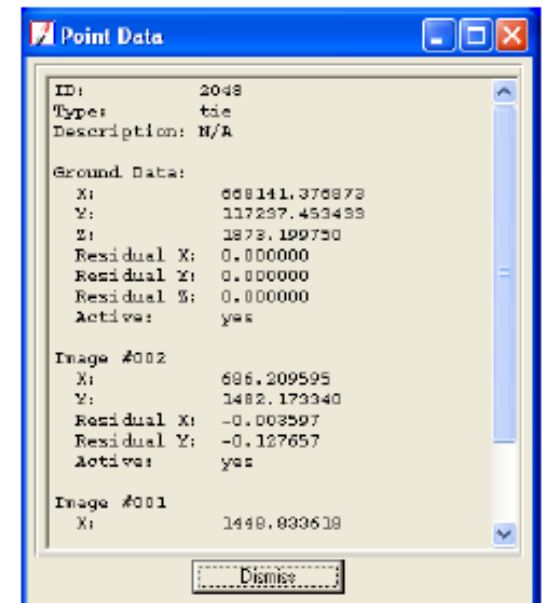 Point Data
ID: 2048
Type: tie
Description: N/A
Ground Data:
X: 668141.376873
Y: 117297.453499
Z: 1873.199750
Residual X: 0.000000
Residual Y: 0.000000
Residual Z: 0.000000
Active: yes
Image #002
X: 686.209595
Y: 1482.173340
Residual X: -0.003597
Residual Y: -0.127657
Active: yes
Image #001
X: 1448.833618
Dismiss